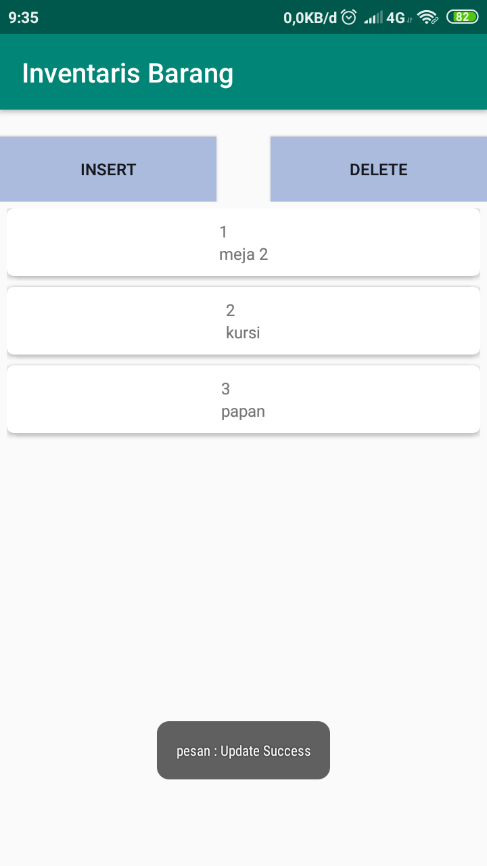 9:35 0,0KB/d 4G 82
Inventaris Barang
INSERT DELETE
1
meja 2
2
kursi
3
papan
pesan : Update Success